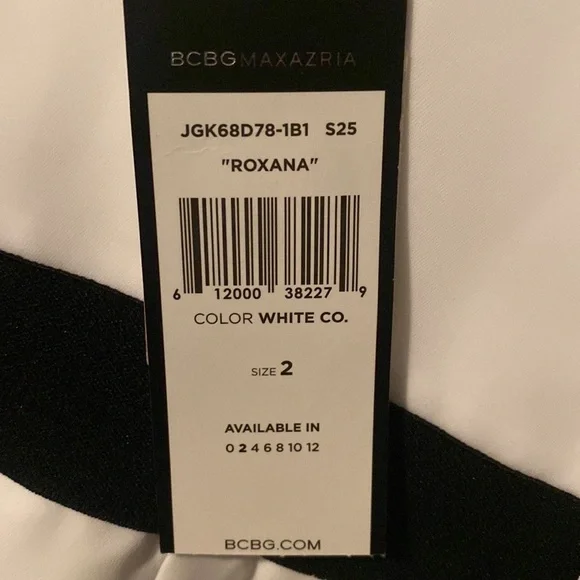 BCBGMAXAZRIA
JGK68D78-1B1 S25
"ROXANA"
6 12000 38227 9
COLOR WHITE CO.
SIZE 2
AVAILABLE IN
0 2 4 6 8 10 12
BCBG.COM